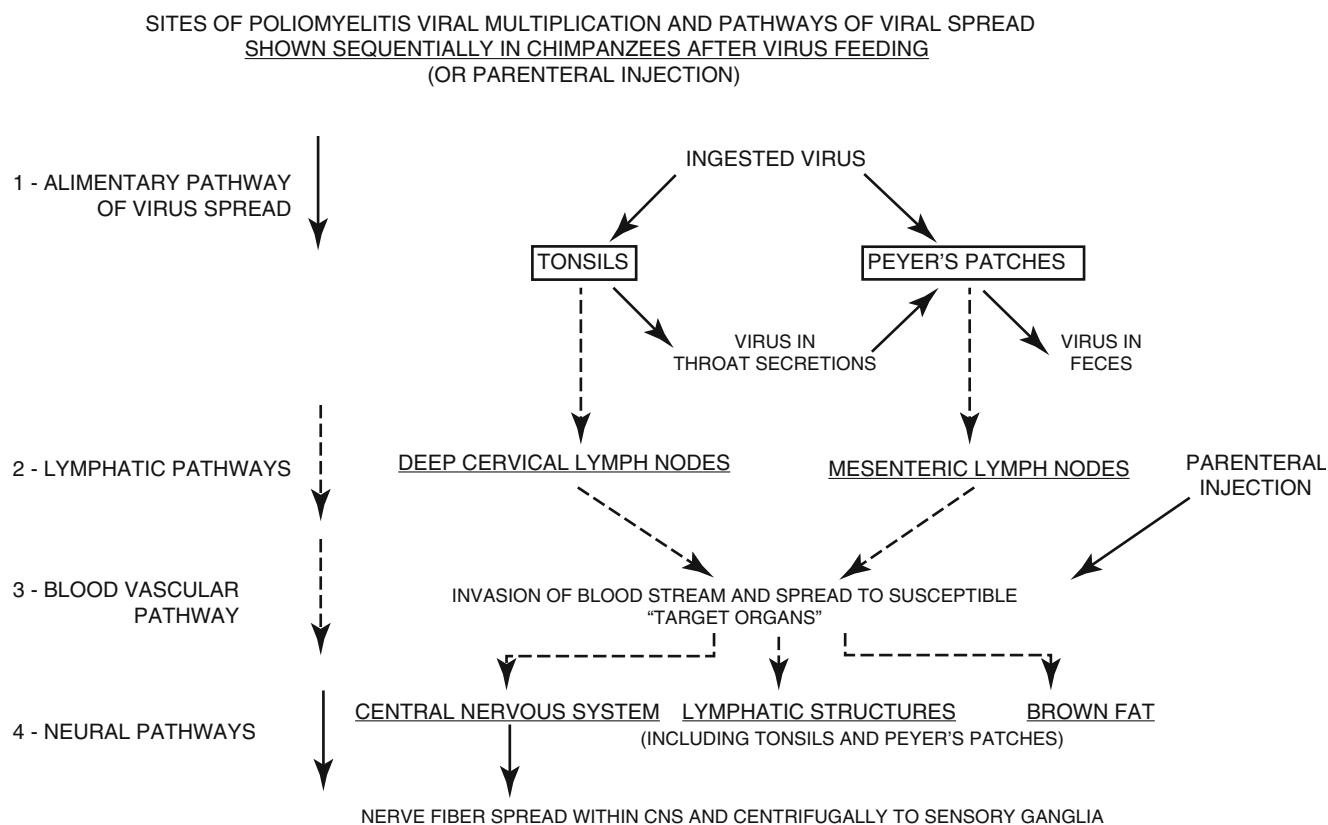 SITES OF POLIOMYELITIS VIRAL MULTIPLICATION AND PATHWAYS OF VIRAL SPREAD
SHOWN SEQUENTIALLY IN CHIMPANZEES AFTER VIRUS FEEDING
(OR PARENTERAL INJECTION)
1 - ALIMENTARY PATHWAY
OF VIRUS SPREAD
INGESTED VIRUS
TONSILS
PEYER'S PATCHES
VIRUS IN
THROAT SECRETIONS
VIRUS IN
FECES
2 - LYMPHATIC PATHWAYS
DEEP CERVICAL LYMPH NODES
MESENTERIC LYMPH NODES
PARENTERAL
INJECTION
3 - BLOOD VASCULAR
PATHWAY
INVASION OF BLOOD STREAM AND SPREAD TO SUSCEPTIBLE
“TARGET ORGANS”
4 - NEURAL PATHWAYS
CENTRAL NERVOUS SYSTEM
LYMPHATIC STRUCTURES
(INCLUDING TONSILS AND PEYER'S PATCHES)
BROWN FAT
NERVE FIBER SPREAD WITHIN CNS AND CENTRIFUGALLY TO SENSORY GANGLIA